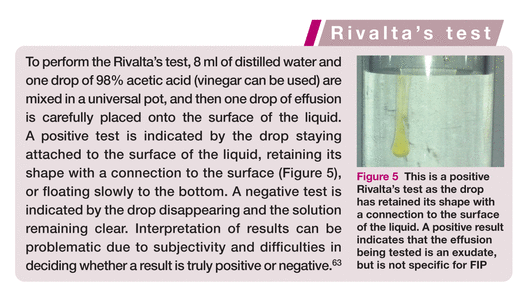 Rivalta's test
To perform the Rivalta's test, 8 ml of distilled water and
one drop of 98% acetic acid (vinegar can be used) are
mixed in a universal pot, and then one drop of effusion
is carefully placed onto the surface of the liquid.
A positive test is indicated by the drop staying
attached to the surface of the liquid, retaining its
shape with a connection to the surface (Figure 5),
or floating slowly to the bottom. A negative test is
indicated by the drop disappearing and the solution
remaining clear. Interpretation of results can be
problematic due to subjectivity and difficulties in
deciding whether a result is truly positive or negative.63
Figure 5 This is a positive
Rivalta's test as the drop
has retained its shape with
a connection to the surface
of the liquid. A positive result
indicates that the effusion
being tested is an exudate,
but is not specific for FIP